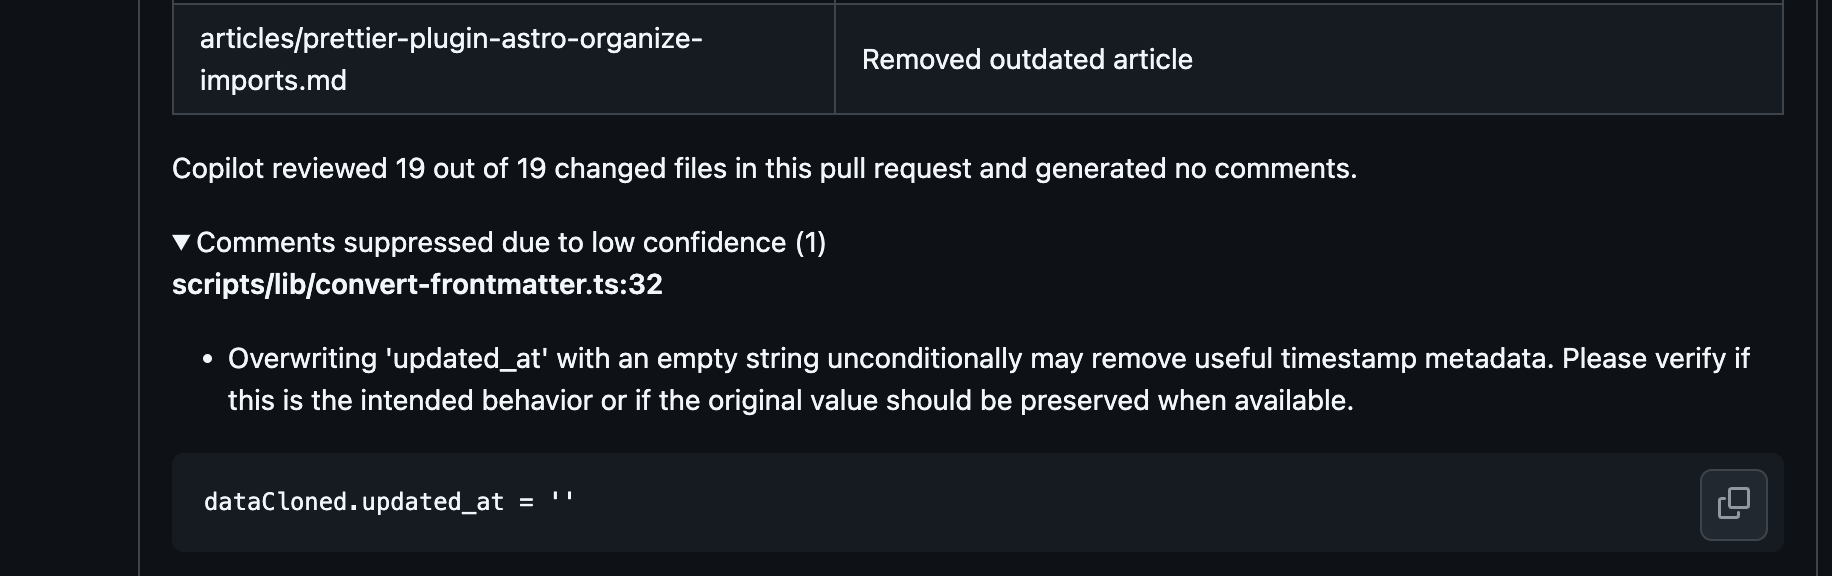 articles/prettier-plugin-astro-organize-
imports.md
Removed outdated article
Copilot reviewed 19 out of 19 changed files in this pull request and generated no comments.
▼ Comments suppressed due to low confidence (1)
scripts/lib/convert-frontmatter.ts:32
• Overwriting 'updated_at' with an empty string unconditionally may remove useful timestamp metadata. Please verify if
this is the intended behavior or if the original value should be preserved when available.
dataCloned.updated_at = ''